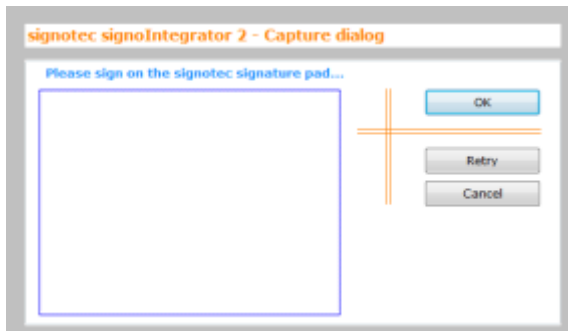 signotec signoIntegrator 2 - Capture dialog
Please sign on the signotec signature pad...
OK
Retry
Cancel